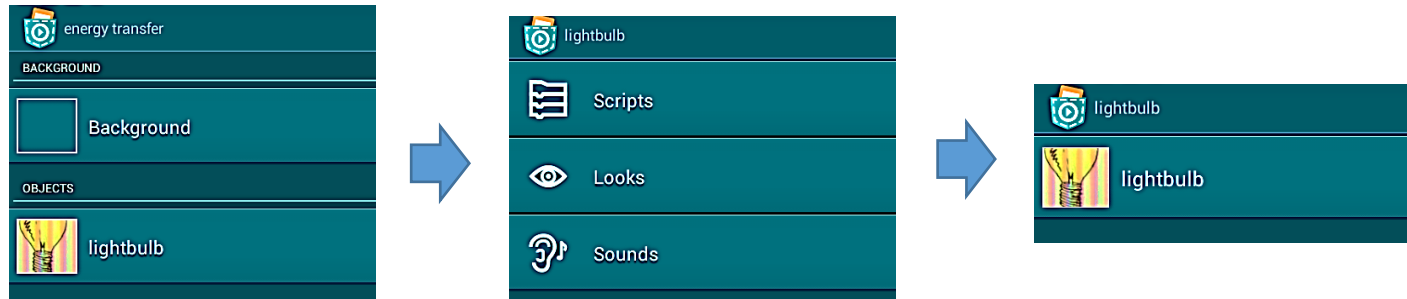 energy transfer
BACKGROUND
Background
OBJECTS
lightbulb
lightbulb
Scripts
Looks
Sounds
lightbulb
lightbulb